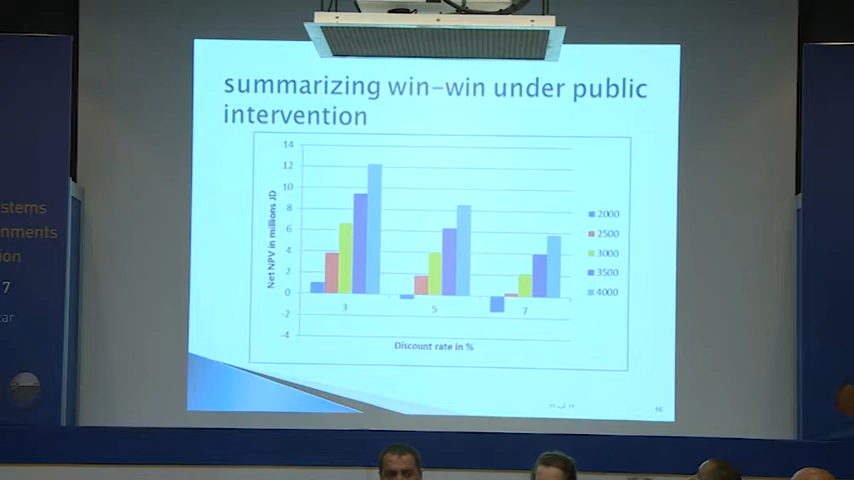 summarizing win-win under public
intervention
14
12
10
8
6
4
2
0
-2
-4
Net NPV in millions JD
3
5
7
Discount rate in %
2000
2500
3000
3500
4000
16
stems
nments
ion
7
tar